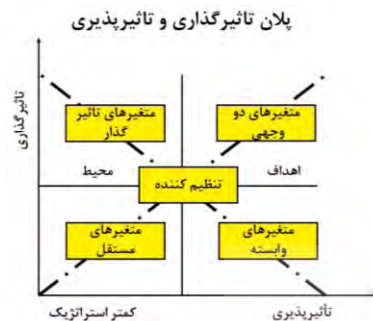 پلان تاثیرگذاری و تاثیرپذیری
تاثیرگذاری
متغیرهای دو
وجهی
متغیرهای تاثیر
گذار
اهداف
تنظیم کننده
محیط
متغیرهای
وابسته
متغیرهای
مستقل
تأثیرپذیری
کمتر استراتژیک